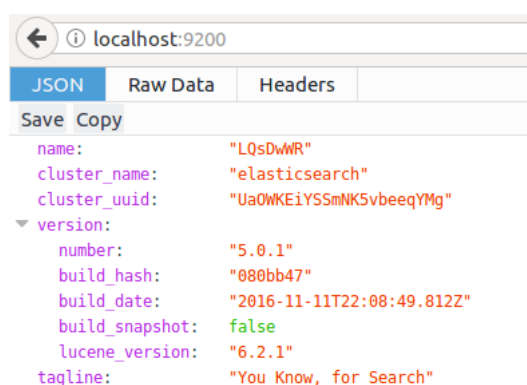 localhost:9200
JSON Raw Data Headers
Save Copy
name: "LQsDwWR"
cluster_name: "elasticsearch"
cluster_uuid: "UaOWKEiYSSmNK5vbeeqYMg"
version:
number: "5.0.1"
build_hash: "080bb47"
build_date: "2016-11-11T22:08:49.812Z"
build_snapshot: false
lucene_version: "6.2.1"
tagline: "You Know, for Search"